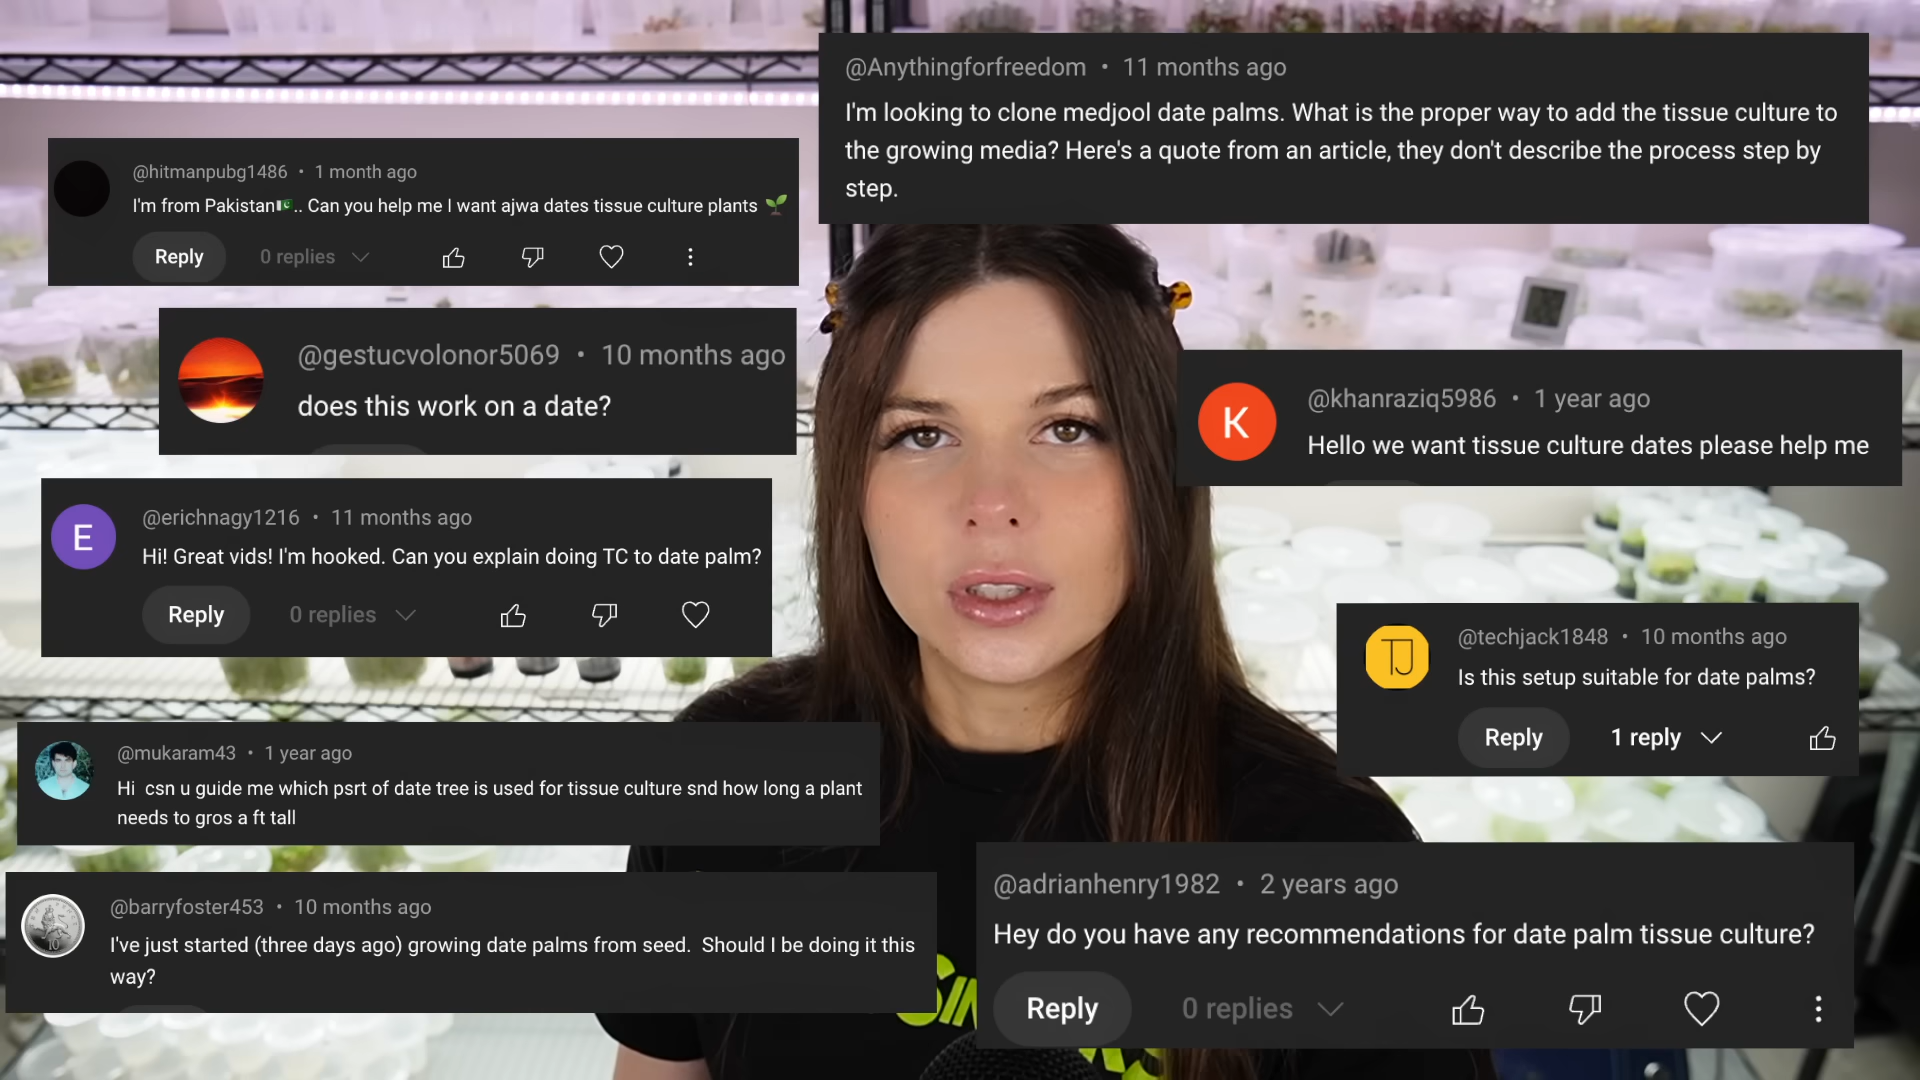 @Anythingforfreedom • 11 months ago
I'm looking to clone medjool date palms. What is the proper way to add the tissue culture to
the growing media? Here's a quote from an article, they don't describe the process step by
step.
@hitmanpubg1486 • 1 month ago
I'm from Pakistan🇵🇰.. Can you help me I want ajwa dates tissue culture plants 🌱
Reply 0 replies
@gestucvolonor5069 • 10 months ago
does this work on a date?
K
@khanraziq5986 • 1 year ago
Hello we want tissue culture dates please help me
E
@erichnagy1216 • 11 months ago
Hi! Great vids! I'm hooked. Can you explain doing TC to date palm?
Reply 0 replies
TJ
@techjack1848 • 10 months ago
Is this setup suitable for date palms?
Reply 1 reply
@mukaram43 • 1 year ago
Hi csn u guide me which psrt of date tree is used for tissue culture snd how long a plant
needs to gros a ft tall
@barryfoster453 • 10 months ago
I've just started (three days ago) growing date palms from seed. Should I be doing it this
way?
10
@adrianhenry1982 • 2 years ago
Hey do you have any recommendations for date palm tissue culture?
Reply 0 replies